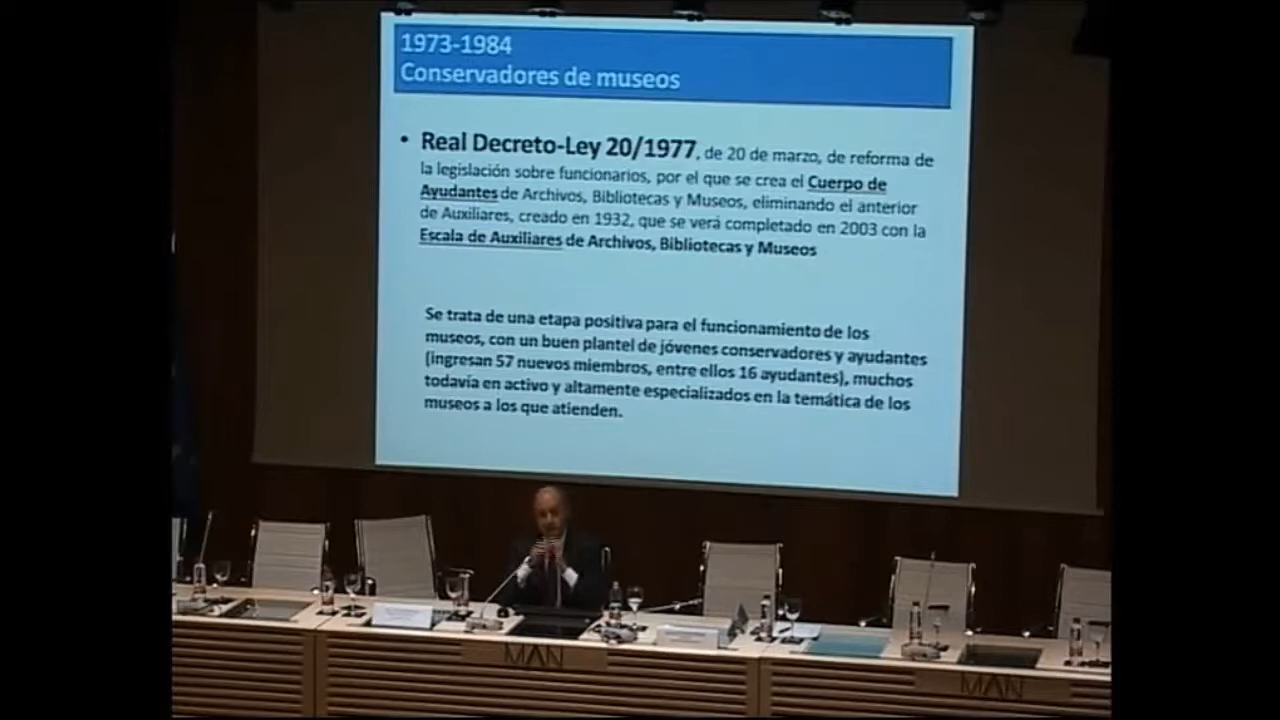 1973-1984
Conservadores de museos
• Real Decreto-Ley 20/1977, de 20 de marzo, de reforma de
la legislación sobre funcionarios, por el que se crea el Cuerpo de
Ayudantes de Archivos, Bibliotecas y Museos, eliminando el anterior
de Auxiliares, creado en 1932, que se verá completado en 2003 con la
Escala de Auxiliares de Archivos, Bibliotecas y Museos
Se trata de una etapa positiva para el funcionamiento de los
museos, con un buen plantel de jóvenes conservadores y ayudantes
(ingresan 57 nuevos miembros, entre ellos 16 ayudantes), muchos
todavía en activo y altamente especializados en la temática de los
museos a los que atienden.
MAN
MAN